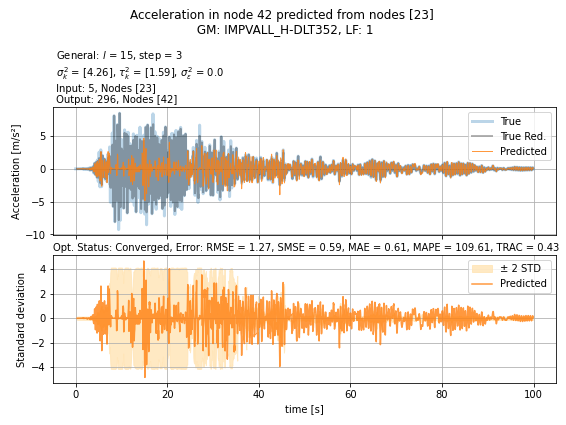 Acceleration in node 42 predicted from nodes [23]
GM: IMPVALL_H-DLT352, LF: 1
General: l = 15, step = 3
σ²ₖ = [4.26], τ²ₖ = [1.59], σ²ε = 0.0
Input: 5, Nodes [23]
Output: 296, Nodes [42]
Acceleration [m/s²]
5
0
−5
−10
True
True Red.
Predicted
Opt. Status: Converged, Error: RMSE = 1.27, SMSE = 0.59, MAE = 0.61, MAPE = 109.61, TRAC = 0.43
Standard deviation
4
2
0
−2
−4
± 2 STD
Predicted
0 20 40 60 80 100
time [s]